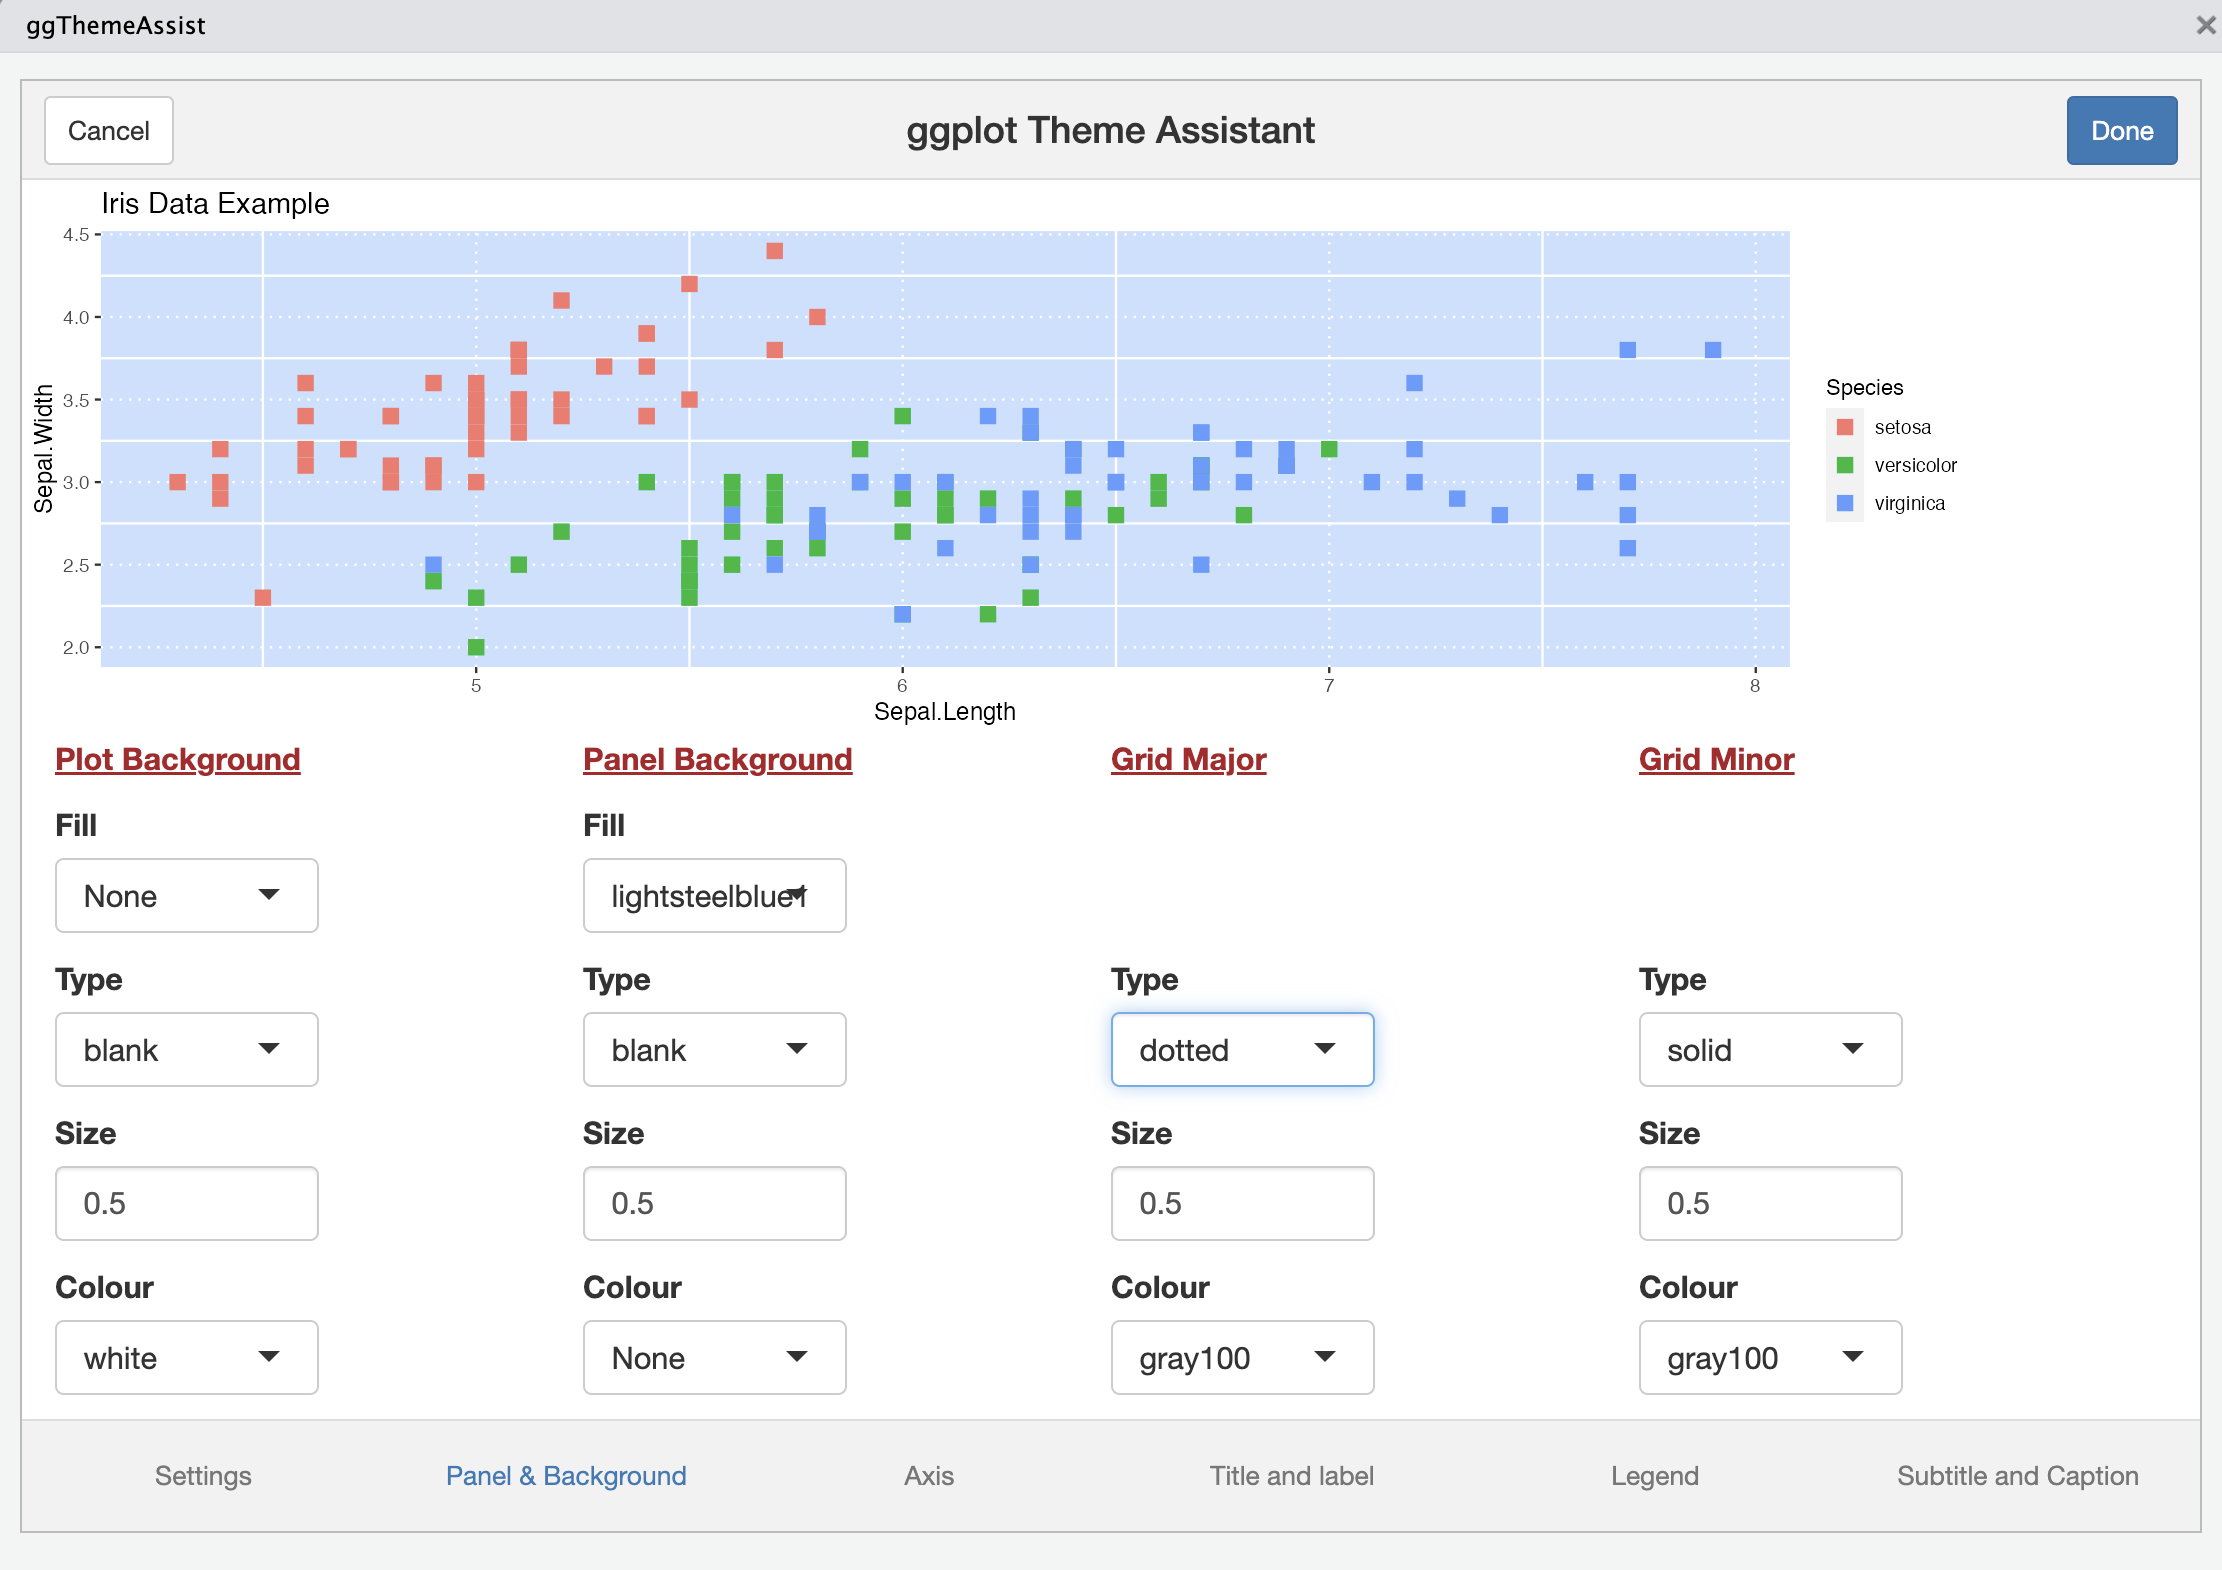 ggThemeAssist
Cancel
ggplot Theme Assistant
Done
Iris Data Example
4.5
4.0
3.5
3.0
2.5
2.0
Sepal.Width
5 6 7 8
Sepal.Length
Species
setosa
versicolor
virginica
Plot Background Panel Background Grid Major Grid Minor
Fill Fill
None lightsteelblue1
Type Type Type Type
blank blank dotted solid
Size Size Size Size
0.5 0.5 0.5 0.5
Colour Colour Colour Colour
white None gray100 gray100
Settings Panel & Background Axis Title and label Legend Subtitle and Caption